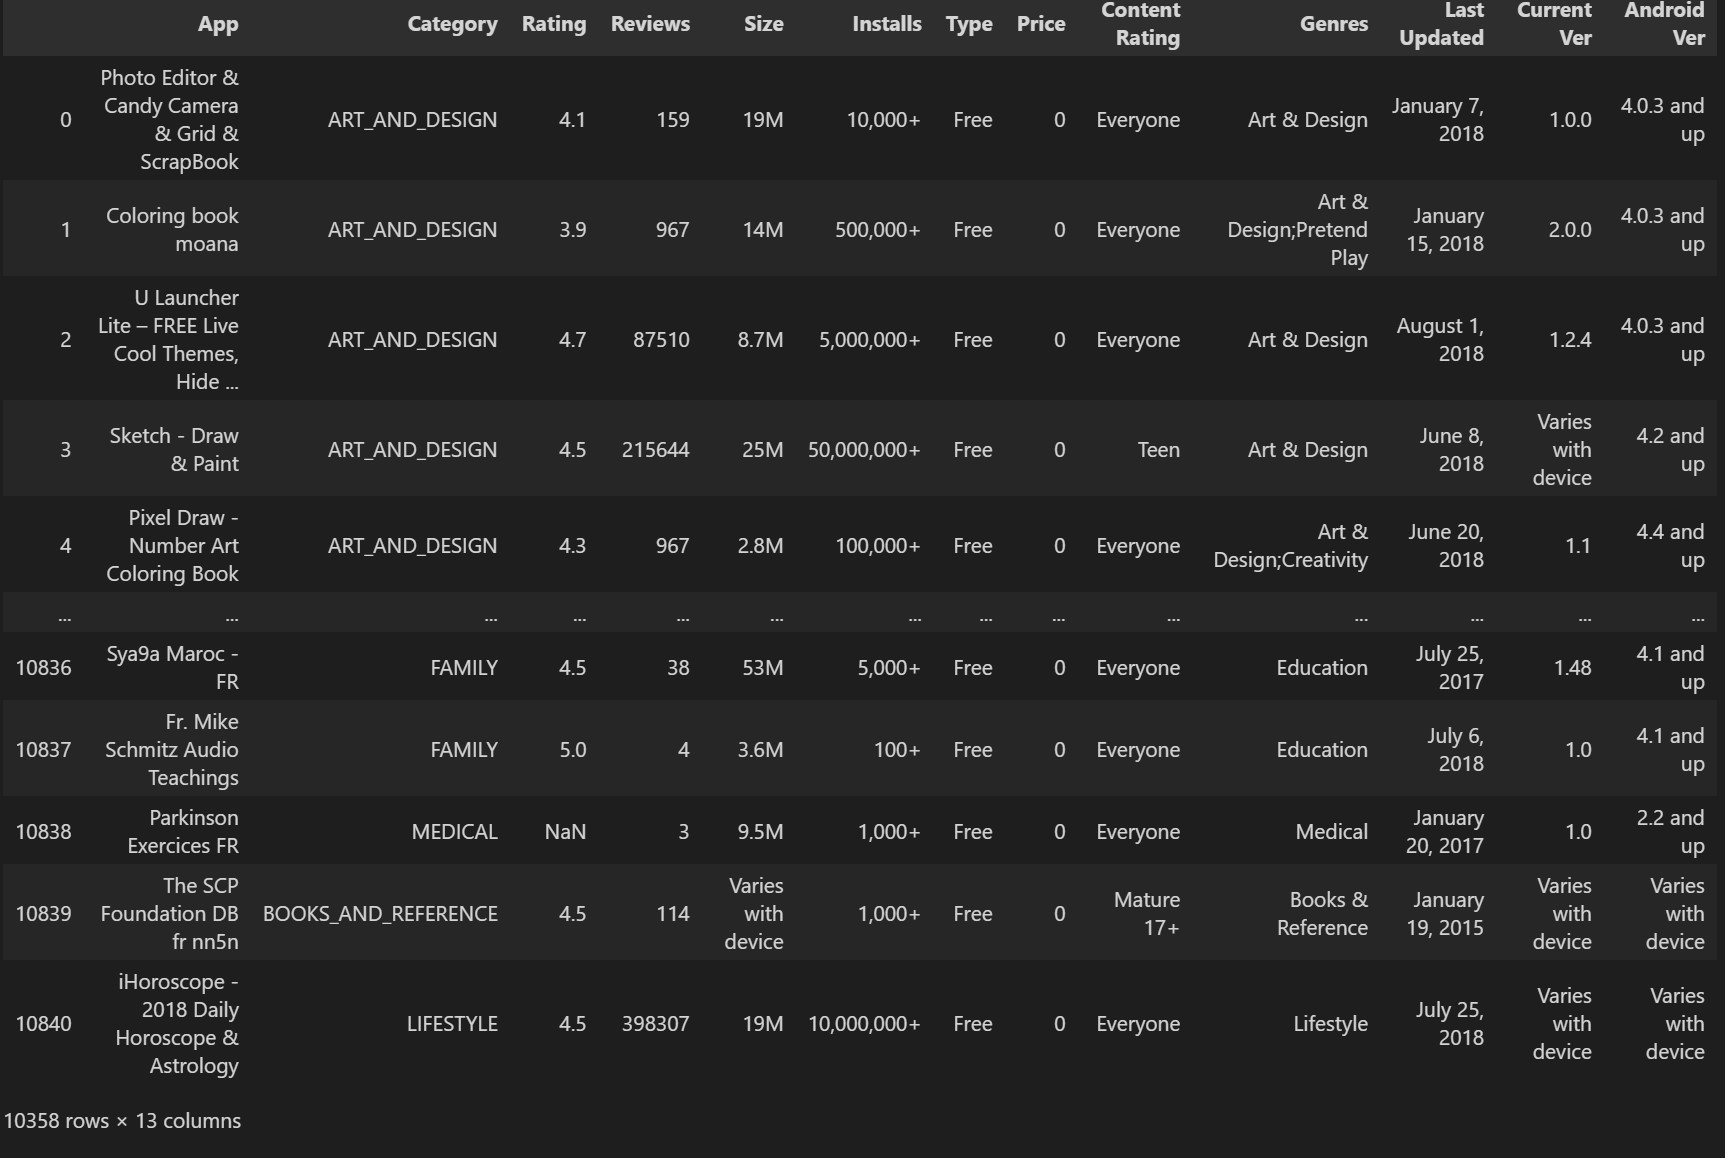 App Category Rating Reviews Size Installs Type Price Content Rating Genres Last Updated Current Ver Android Ver
0 Photo Editor & Candy Camera & Grid & ScrapBook ART_AND_DESIGN 4.1 159 19M 10,000+ Free 0 Everyone Art & Design January 7, 2018 1.0.0 4.0.3 and up
1 Coloring book moana ART_AND_DESIGN 3.9 967 14M 500,000+ Free 0 Everyone Art & Design;Pretend Play January 15, 2018 2.0.0 4.0.3 and up
2 U Launcher Lite – FREE Live Cool Themes, Hide ... ART_AND_DESIGN 4.7 87510 8.7M 5,000,000+ Free 0 Everyone Art & Design August 1, 2018 1.2.4 4.0.3 and up
3 Sketch - Draw & Paint ART_AND_DESIGN 4.5 215644 25M 50,000,000+ Free 0 Teen Art & Design June 8, 2018 Varies with device 4.2 and up
4 Pixel Draw - Number Art Coloring Book ART_AND_DESIGN 4.3 967 2.8M 100,000+ Free 0 Everyone Art & Design;Creativity June 20, 2018 1.1 4.4 and up
... ... ... ... ... ... ... ... ... ... ... ... ... ...
10836 Sya9a Maroc - FR FAMILY 4.5 38 53M 5,000+ Free 0 Everyone Education July 25, 2017 1.48 4.1 and up
10837 Fr. Mike Schmitz Audio Teachings FAMILY 5.0 4 3.6M 100+ Free 0 Everyone Education July 6, 2018 1.0 4.1 and up
10838 Parkinson Exercices FR MEDICAL NaN 3 9.5M 1,000+ Free 0 Everyone Medical January 20, 2017 1.0 2.2 and up
10839 The SCP Foundation DB fr nn5n BOOKS_AND_REFERENCE 4.5 114 Varies with device 1,000+ Free 0 Mature 17+ Books & Reference January 19, 2015 Varies with device Varies with device
10840 iHoroscope - 2018 Daily Horoscope & Astrology LIFESTYLE 4.5 398307 19M 10,000,000+ Free 0 Everyone Lifestyle July 25, 2018 Varies with device Varies with device
10358 rows × 13 columns